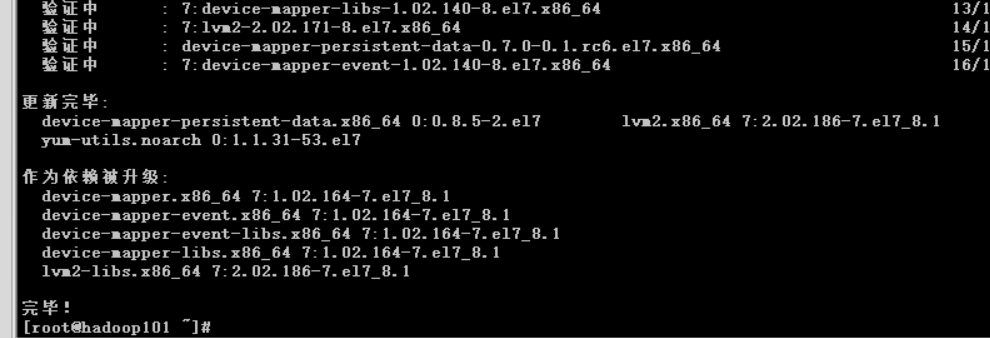 验证中 : 7:device-mapper-libs-1.02.140-8.el7.x86_64 13/1
验证中 : 7:lvm2-2.02.171-8.el7.x86_64 14/1
验证中 : device-mapper-persistent-data-0.7.0-0.1.rc6.el7.x86_64 15/1
验证中 : 7:device-mapper-event-1.02.140-8.el7.x86_64 16/1
更新完毕:
device-mapper-persistent-data.x86_64 0:0.8.5-2.el7 lvm2.x86_64 7:2.02.186-7.el7_8.1
yum-utils.noarch 0:1.1.31-53.el7
作为依赖被升级:
device-mapper.x86_64 7:1.02.164-7.el7_8.1
device-mapper-event.x86_64 7:1.02.164-7.el7_8.1
device-mapper-event-libs.x86_64 7:1.02.164-7.el7_8.1
device-mapper-libs.x86_64 7:1.02.164-7.el7_8.1
lvm2-libs.x86_64 7:2.02.186-7.el7_8.1
完毕！
[root@hadoop101 ~]#